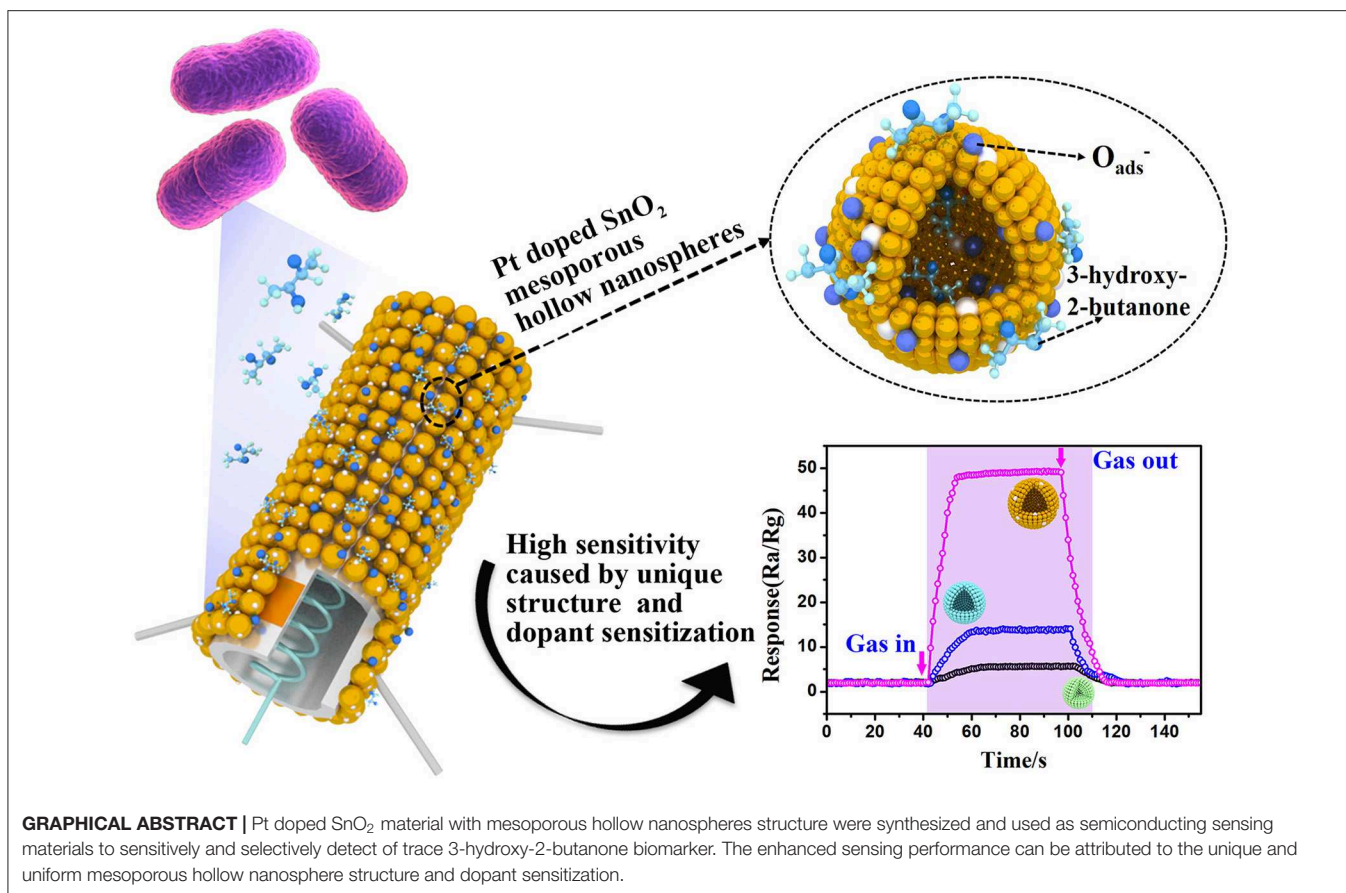 Pt doped SnO₂
mesoporous
hollow nanospheres
Oads⁻
3-hydroxy-
2-butanone
High sensitivity
caused by unique
structure and
dopant sensitization
Response(Ra/Rg)
50
40
30
20
10
0
Gas in
Gas out
0 20 40 60 80 100 120 140
Time/s
GRAPHICAL ABSTRACT | Pt doped SnO₂ material with mesoporous hollow nanospheres structure were synthesized and used as semiconducting sensing
materials to sensitively and selectively detect of trace 3-hydroxy-2-butanone biomarker. The enhanced sensing performance can be attributed to the unique and
uniform mesoporous hollow nanosphere structure and dopant sensitization.